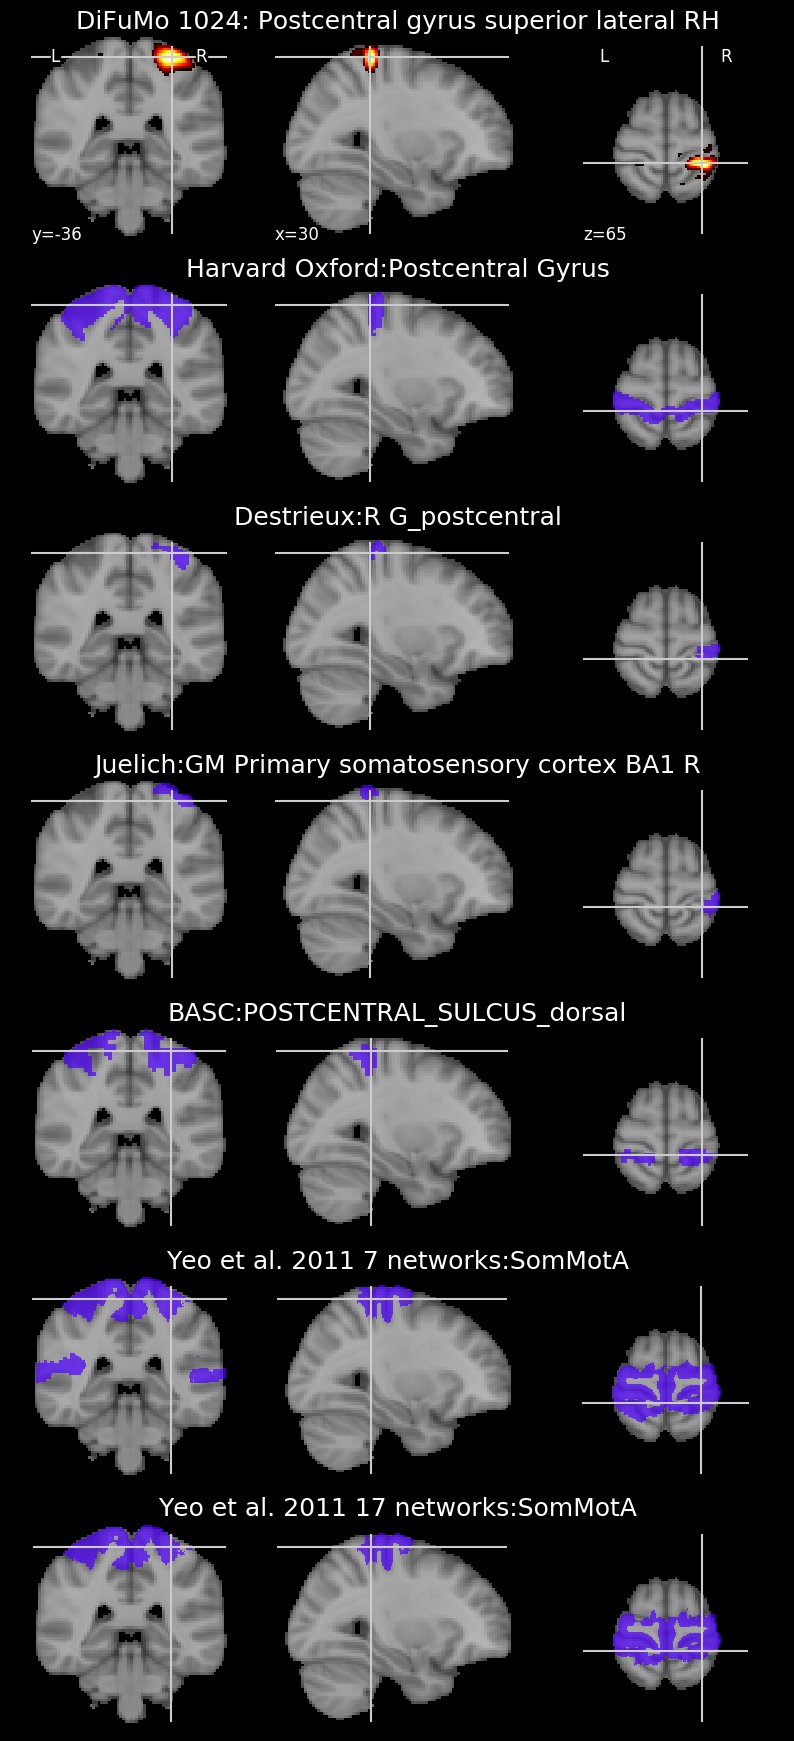 DiFuMo 1024: Postcentral gyrus superior lateral RH
L R L R
y=-36 x=30 z=65
Harvard Oxford:Postcentral Gyrus
Destrieux:R G_postcentral
Juelich:GM Primary somatosensory cortex BA1 R
BASC:POSTCENTRAL_SULCUS_dorsal
Yeo et al. 2011 7 networks:SomMotA
Yeo et al. 2011 17 networks:SomMotA